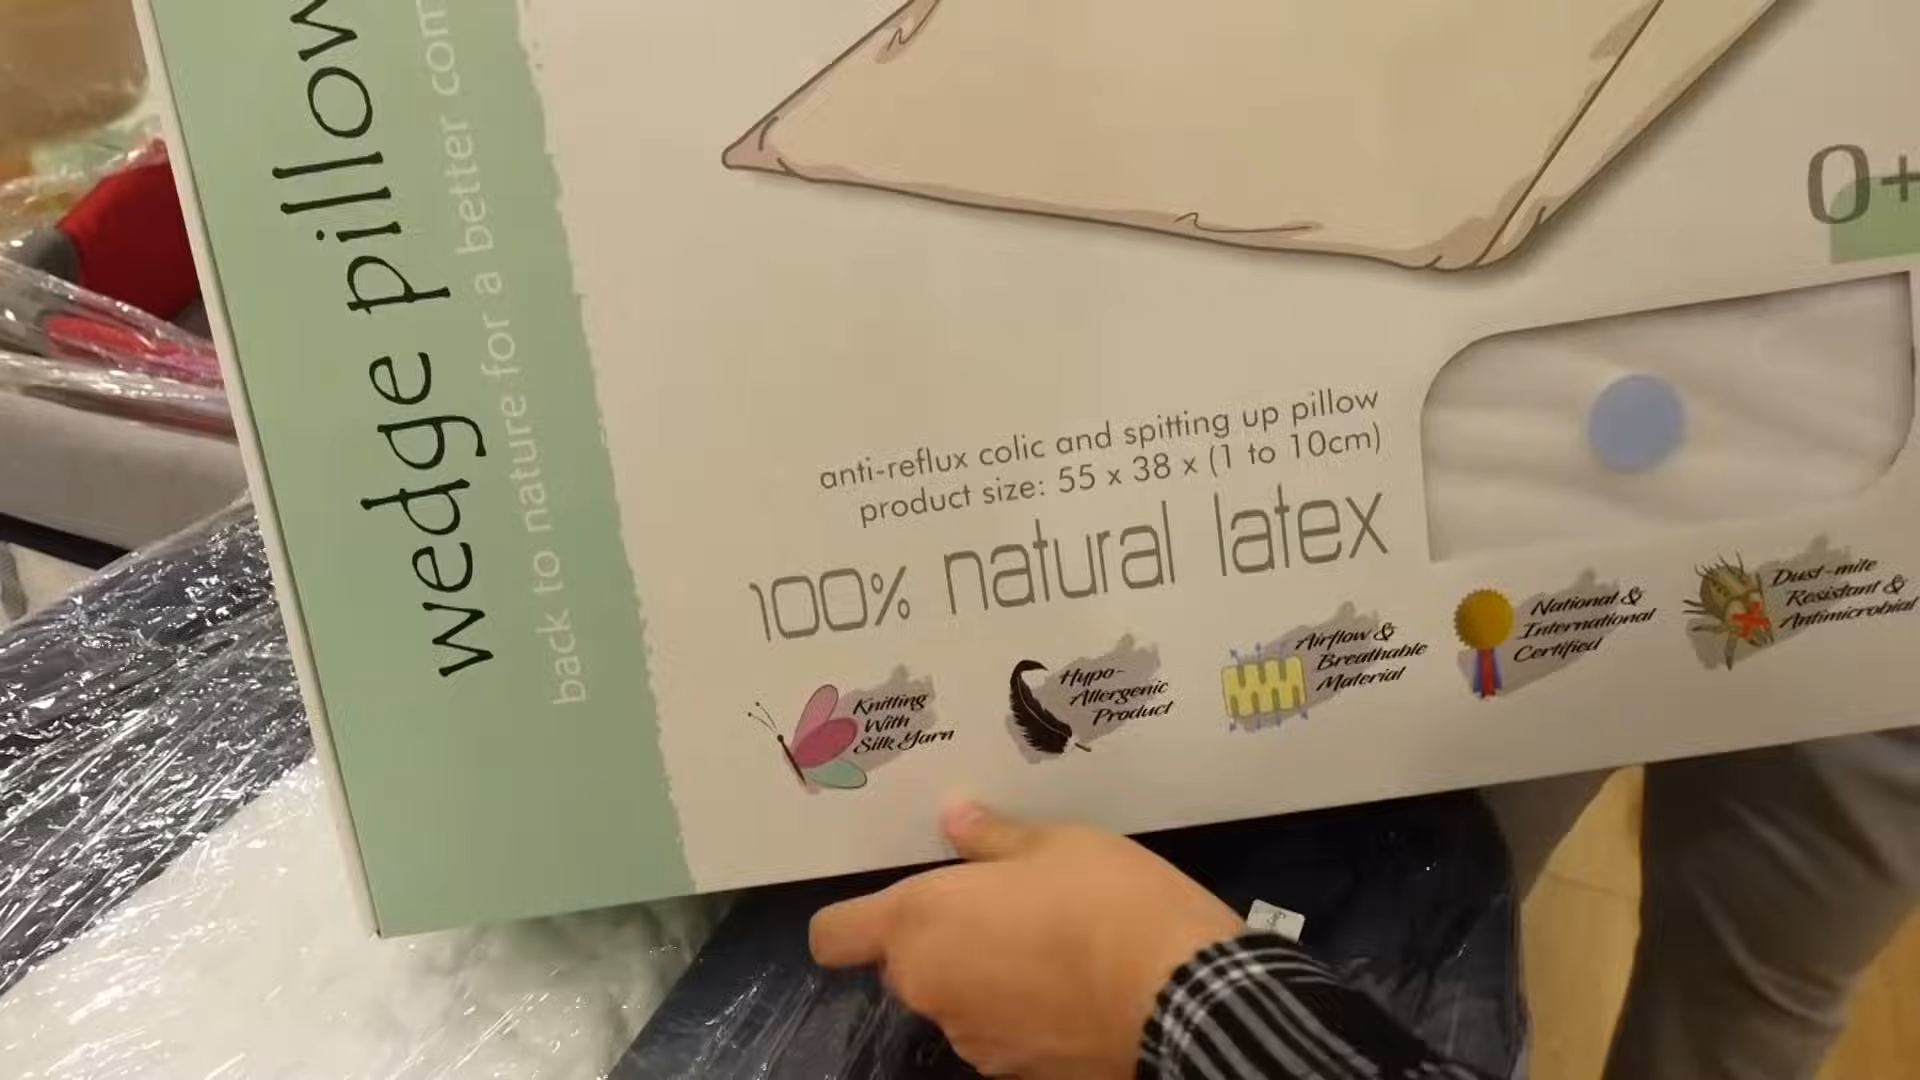 wedge pillow
back to nature for a better com
0+
anti-reflux colic and spitting up pillow
product size: 55 x 38 x (1 to 10cm)
100% natural latex
Knitting
With
Silk Yarn
Hypo-
Allergenic
Product
Airflow &
Breathable
Material
National &
International
Certified
Dust-mite
Resistant &
Antimicrobial